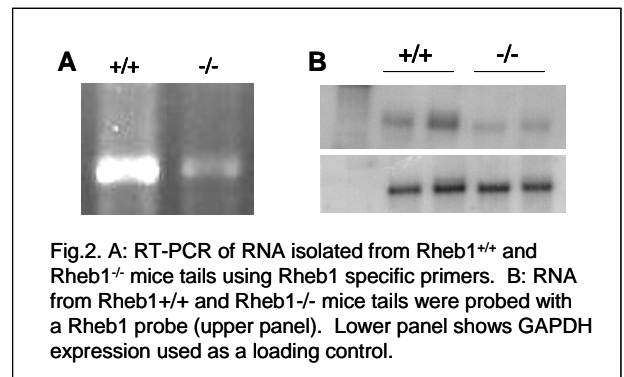 A +/+ -/-
B +/+ -/-
Fig.2. A: RT-PCR of RNA isolated from Rheb1+/+ and
Rheb1-/- mice tails using Rheb1 specific primers. B: RNA
from Rheb1+/+ and Rheb1-/- mice tails were probed with
a Rheb1 probe (upper panel). Lower panel shows GAPDH
expression used as a loading control.